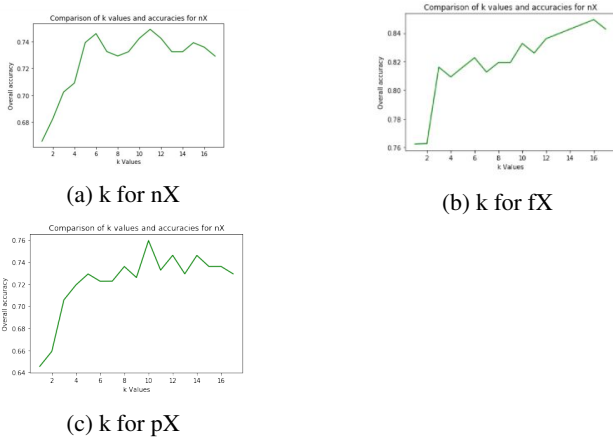 Comparison of k values and accuracies for nX
0.74
0.72
0.70
0.68
Overall accuracy
2 4 6 8 10 12 14 16
k Values
(a) k for nX
Comparison of k values and accuracies for nX
0.84
0.82
0.80
0.78
0.76
Overall accuracy
2 4 6 8 10 12 14 16
k Values
(b) k for fX
Comparison of k values and accuracies for nX
0.76
0.74
0.72
0.70
0.68
0.66
0.64
Overall accuracy
2 4 6 8 10 12 14 16
k Values
(c) k for pX